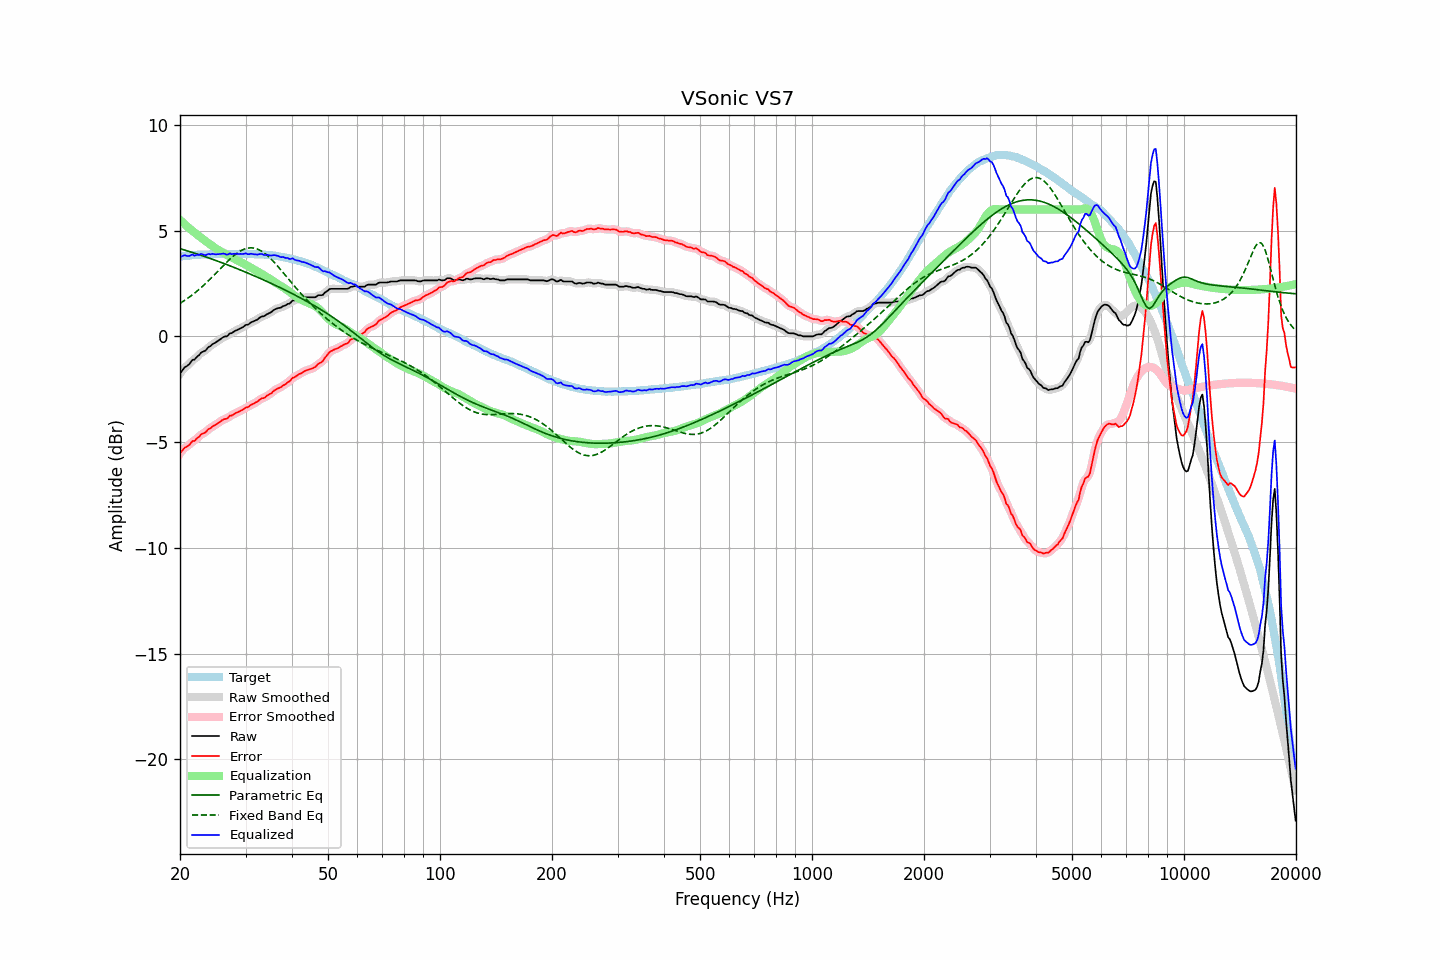 VSonic VS7
Amplitude (dBr)
10
5
0
−5
−10
−15
−20
Target
Raw Smoothed
Error Smoothed
Raw
Error
Equalization
Parametric Eq
Fixed Band Eq
Equalized
20 50 100 200 500 1000 2000 5000 10000 20000
Frequency (Hz)